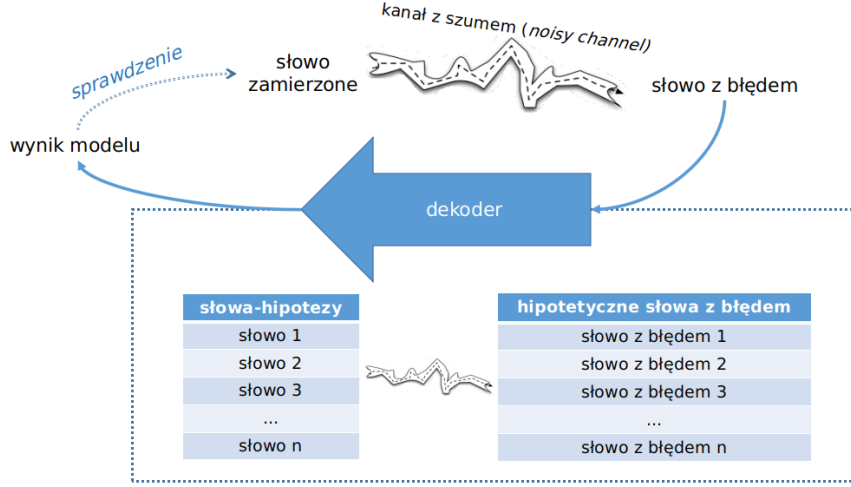 kanał z szumem (noisy channel)
sprawdzenie
słowo
zamierzone
słowo z błędem
wynik modelu
dekoder
słowa-hipotezy
słowo 1
słowo 2
słowo 3
...
słowo n
hipotetyczne słowa z błędem
słowo z błędem 1
słowo z błędem 2
słowo z błędem 3
...
słowo z błędem n